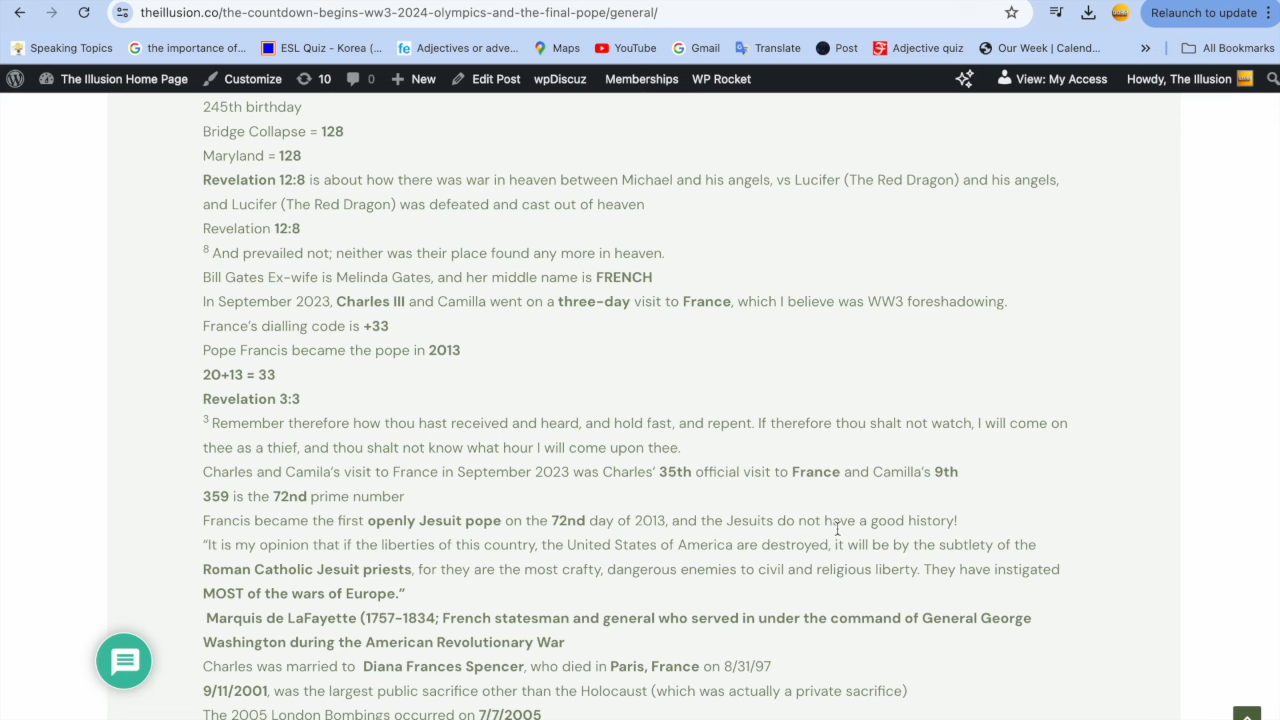 theillusion.co/the-countdown-begins-ww3-2024-olympics-and-the-final-pope/general/
Relaunch to update
Speaking Topics
the importance of...
ESL Quiz - Korea (...
Adjectives or adve...
Maps
YouTube
Gmail
Translate
Post
Adjective quiz
Our Week | Calend...
»
All Bookmarks
The Illusion Home Page
Customize
10
0
New
Edit Post
wpDiscuz
Memberships
WP Rocket
View: My Access
Howdy, The Illusion
245th birthday
Bridge Collapse = 128
Maryland = 128
Revelation 12:8 is about how there was war in heaven between Michael and his angels, vs Lucifer (The Red Dragon) and his angels,
and Lucifer (The Red Dragon) was defeated and cast out of heaven
Revelation 12:8
8 And prevailed not; neither was their place found any more in heaven.
Bill Gates Ex-wife is Melinda Gates, and her middle name is FRENCH
In September 2023, Charles III and Camilla went on a three-day visit to France, which I believe was WW3 foreshadowing.
France's dialling code is +33
Pope Francis became the pope in 2013
20+13 = 33
Revelation 3:3
3 Remember therefore how thou hast received and heard, and hold fast, and repent. If therefore thou shalt not watch, I will come on
thee as a thief, and thou shalt not know what hour I will come upon thee.
Charles and Camila's visit to France in September 2023 was Charles' 35th official visit to France and Camilla's 9th
359 is the 72nd prime number
Francis became the first openly Jesuit pope on the 72nd day of 2013, and the Jesuits do not have a good history!
"It is my opinion that if the liberties of this country, the United States of America are destroyed, it will be by the subtlety of the
Roman Catholic Jesuit priests, for they are the most crafty, dangerous enemies to civil and religious liberty. They have instigated
MOST of the wars of Europe."
Marquis de LaFayette (1757-1834; French statesman and general who served in under the command of General George
Washington during the American Revolutionary War
Charles was married to Diana Frances Spencer, who died in Paris, France on 8/31/97
9/11/2001, was the largest public sacrifice other than the Holocaust (which was actually a private sacrifice)
The 2005 London Bombings occurred on 7/7/2005